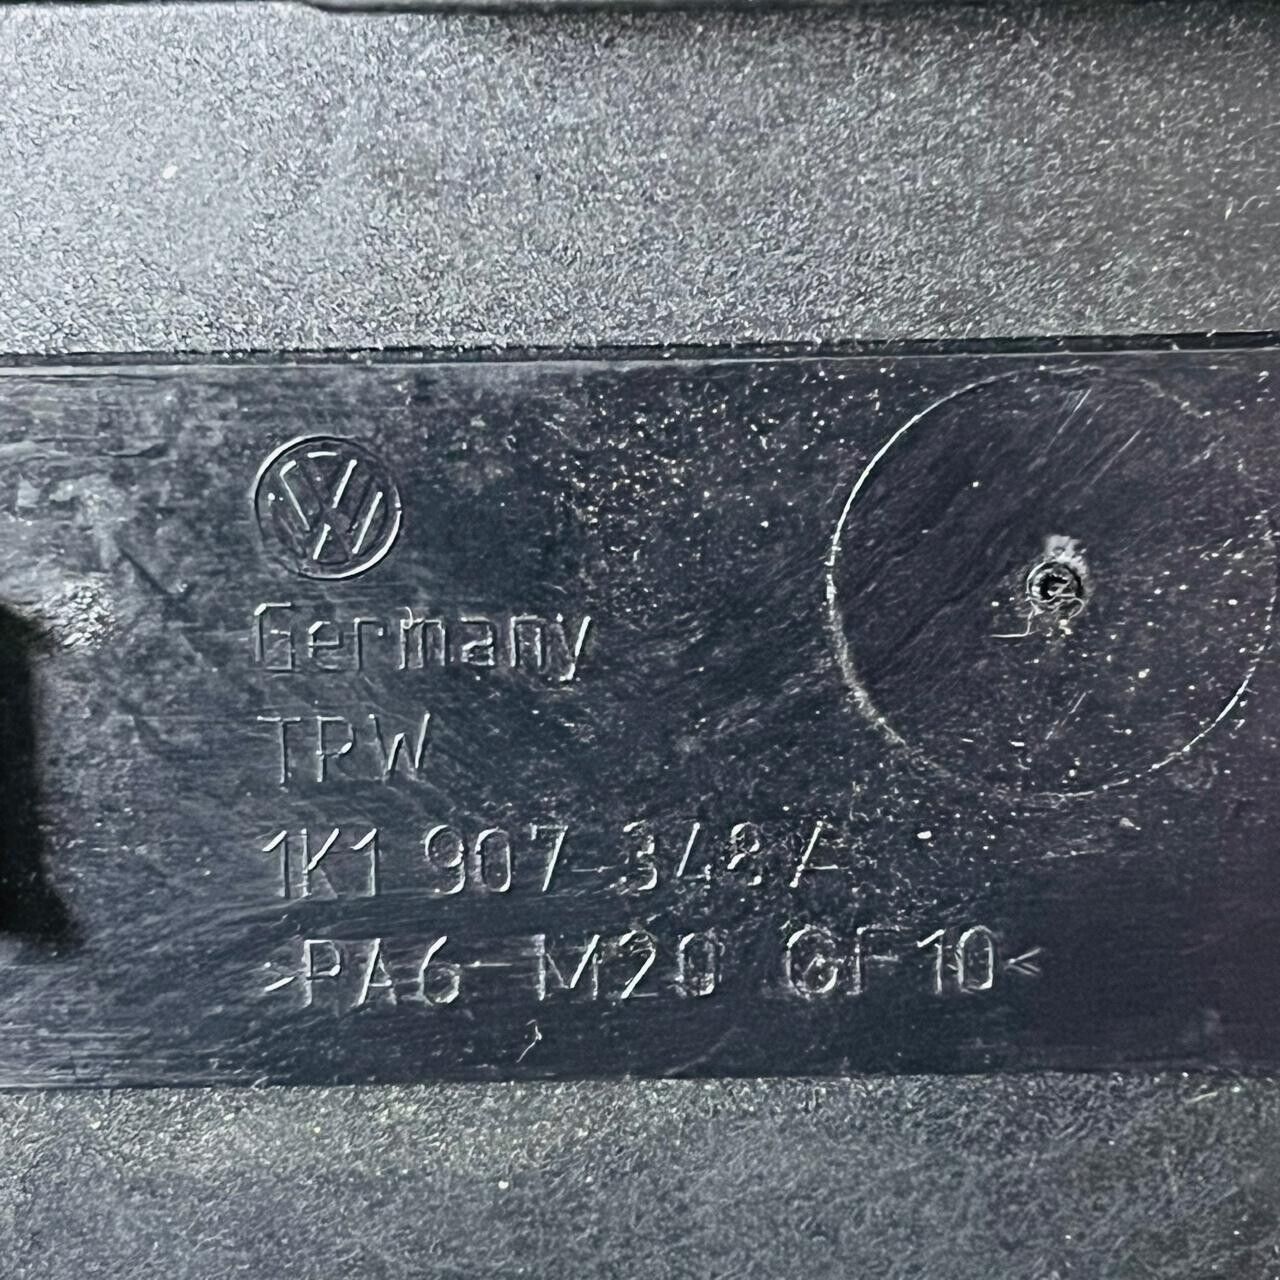 Germany
TRW
1K1 907 348 A
>PA6-M20 GF10<